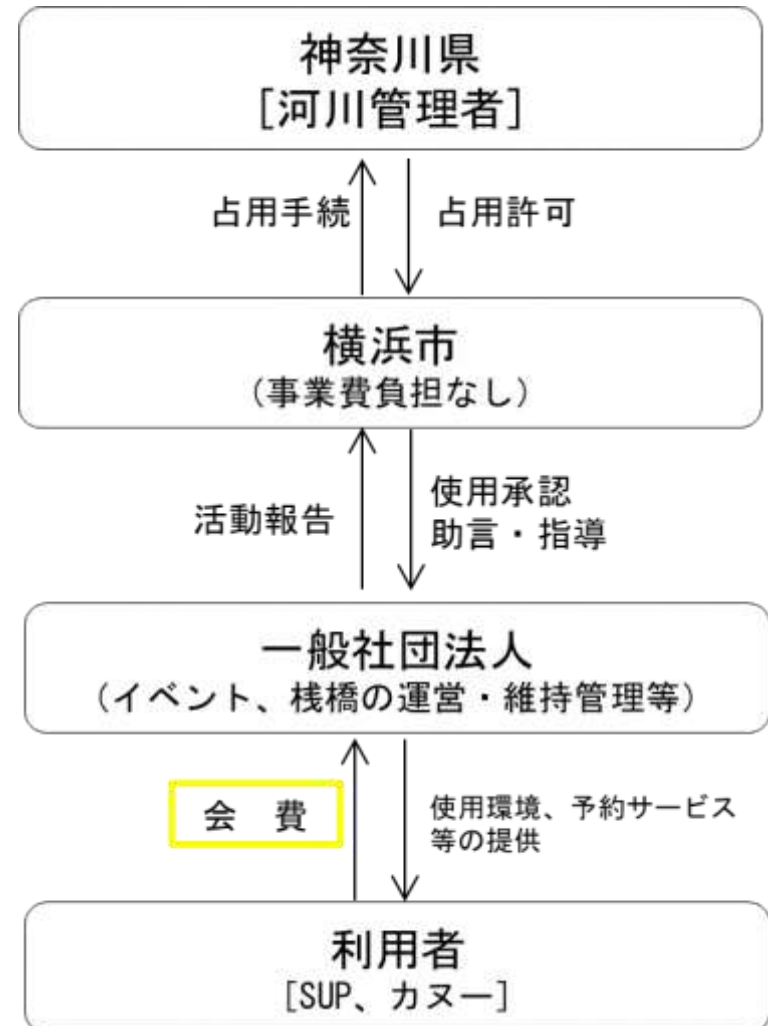 神奈川県
[河川管理者]
占用手続
占用許可
横浜市
（事業費負担なし）
活動報告
使用承認
助言・指導
一般社団法人
（イベント、桟橋の運営・維持管理等）
会　費
使用環境、予約サービス
等の提供
利用者
[SUP、カヌー]